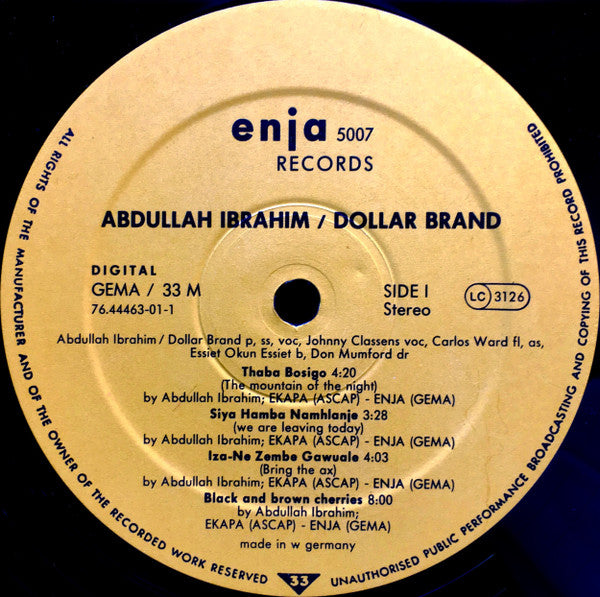 enja 5007
RECORDS
ABDULLAH IBRAHIM / DOLLAR BRAND
DIGITAL
GEMA / 33 M
76.44463-01-1
SIDE I
Stereo
LC 3126
Abdullah Ibrahim / Dollar Brand p, ss, voc, Johnny Classens voc, Carlos Ward fl, as,
Essiet Okun Essiet b, Don Mumford dr
Thaba Bosigo 4:20
(The mountain of the night)
by Abdullah Ibrahim; EKAPA (ASCAP) - ENJA (GEMA)
Siya Hamba Namhlanje 3:28
(we are leaving today)
by Abdullah Ibrahim; EKAPA (ASCAP) - ENJA (GEMA)
Iza-Ne Zembe Gawuale 4:03
(Bring the ax)
by Abdullah Ibrahim; EKAPA (ASCAP) - ENJA (GEMA)
Black and brown cherries 8:00
by Abdullah Ibrahim;
EKAPA (ASCAP) - ENJA (GEMA)
made in w germany
33
ALL RIGHTS OF THE MANUFACTURER AND OF THE OWNER OF THE RECORDED WORK RESERVED
UNAUTHORISED PUBLIC PERFORMANCE BROADCASTING AND COPYING OF THIS RECORD PROHIBITED